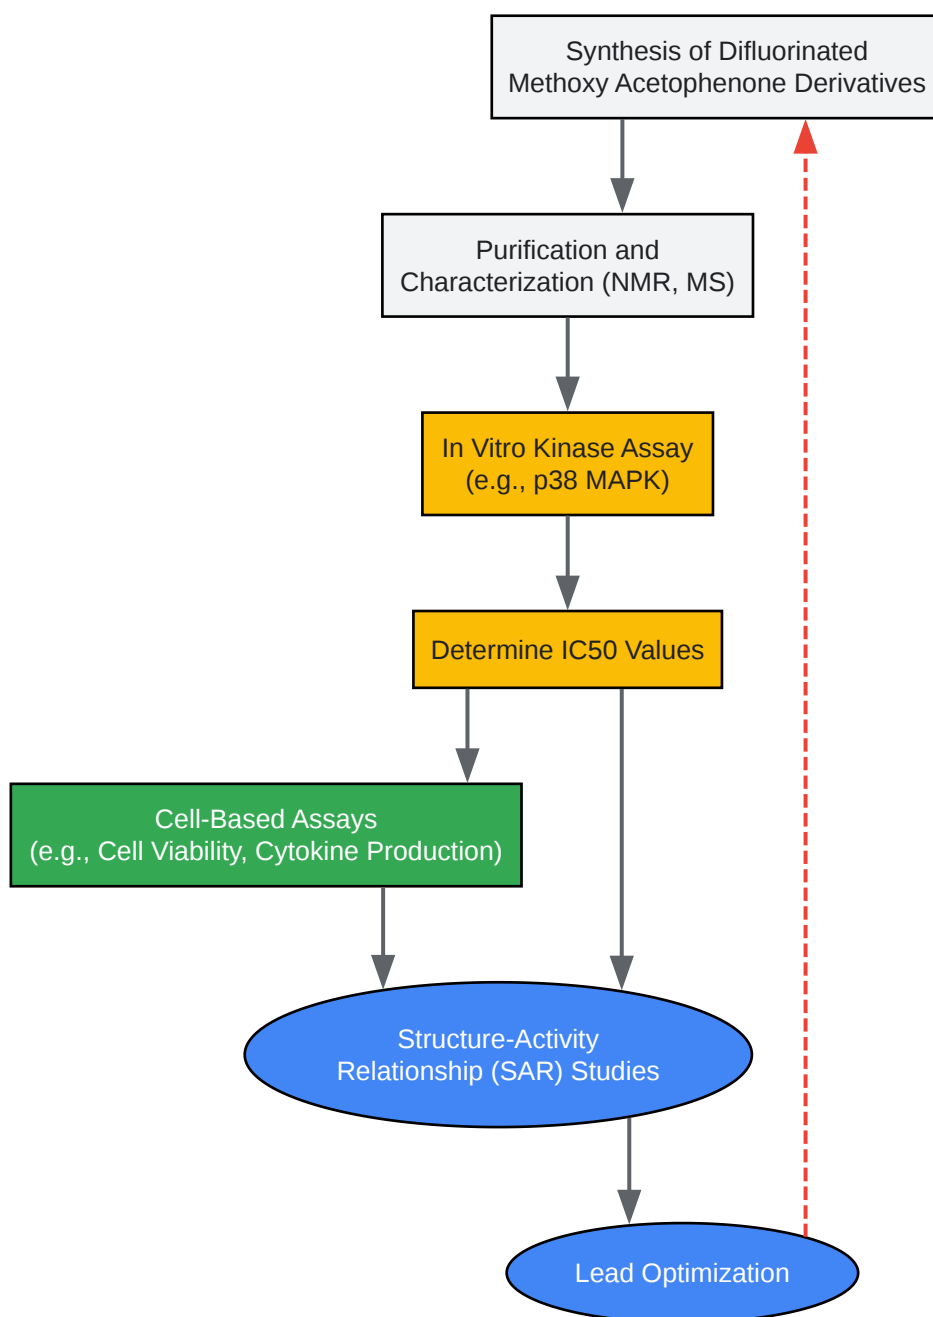 Synthesis of Difluorinated
Methoxy Acetophenone Derivatives
Purification and
Characterization (NMR, MS)
In Vitro Kinase Assay
(e.g., p38 MAPK)
Determine IC50 Values
Cell-Based Assays
(e.g., Cell Viability, Cytokine Production)
Structure-Activity
Relationship (SAR) Studies
Lead Optimization